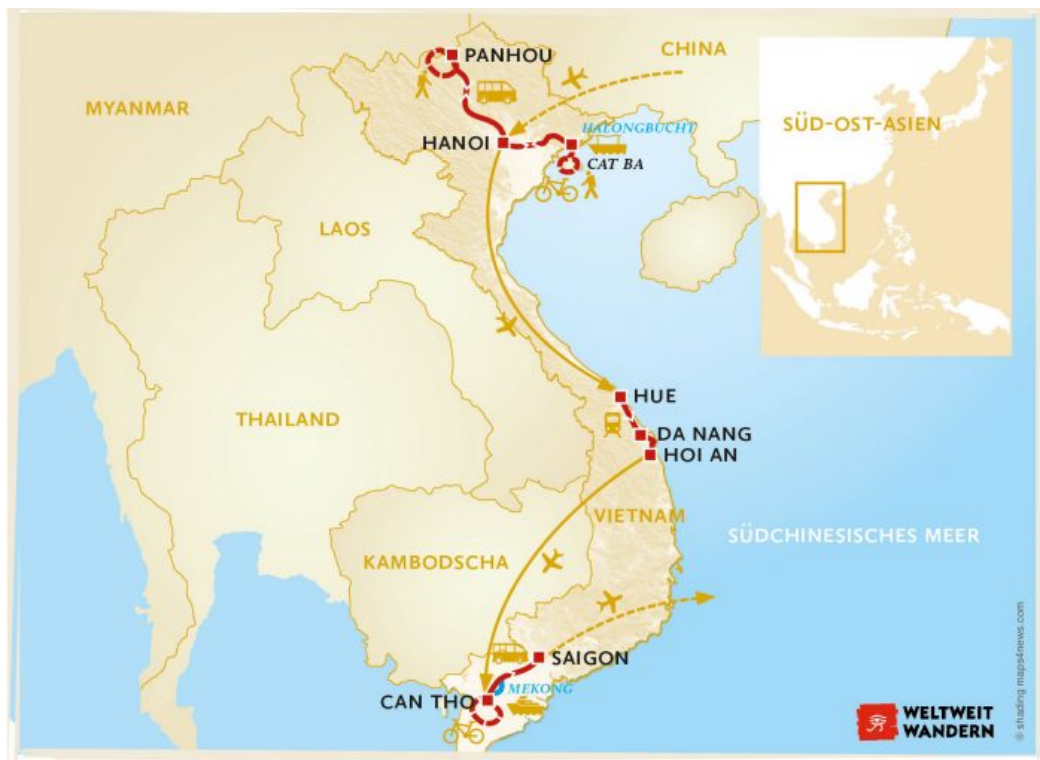 PANHOU
CHINA
MYANMAR
SÜD-OST-ASIEN
HALONGBUCHT
HANOI
CAT BA
LAOS
HUE
THAILAND
DA NANG
HOI AN
VIETNAM
SÜDCHINESISCHES MEER
KAMBODSCHA
SAIGON
MEKONG
CAN THO
WELTWEIT
WANDERN
© shading maps4news.com